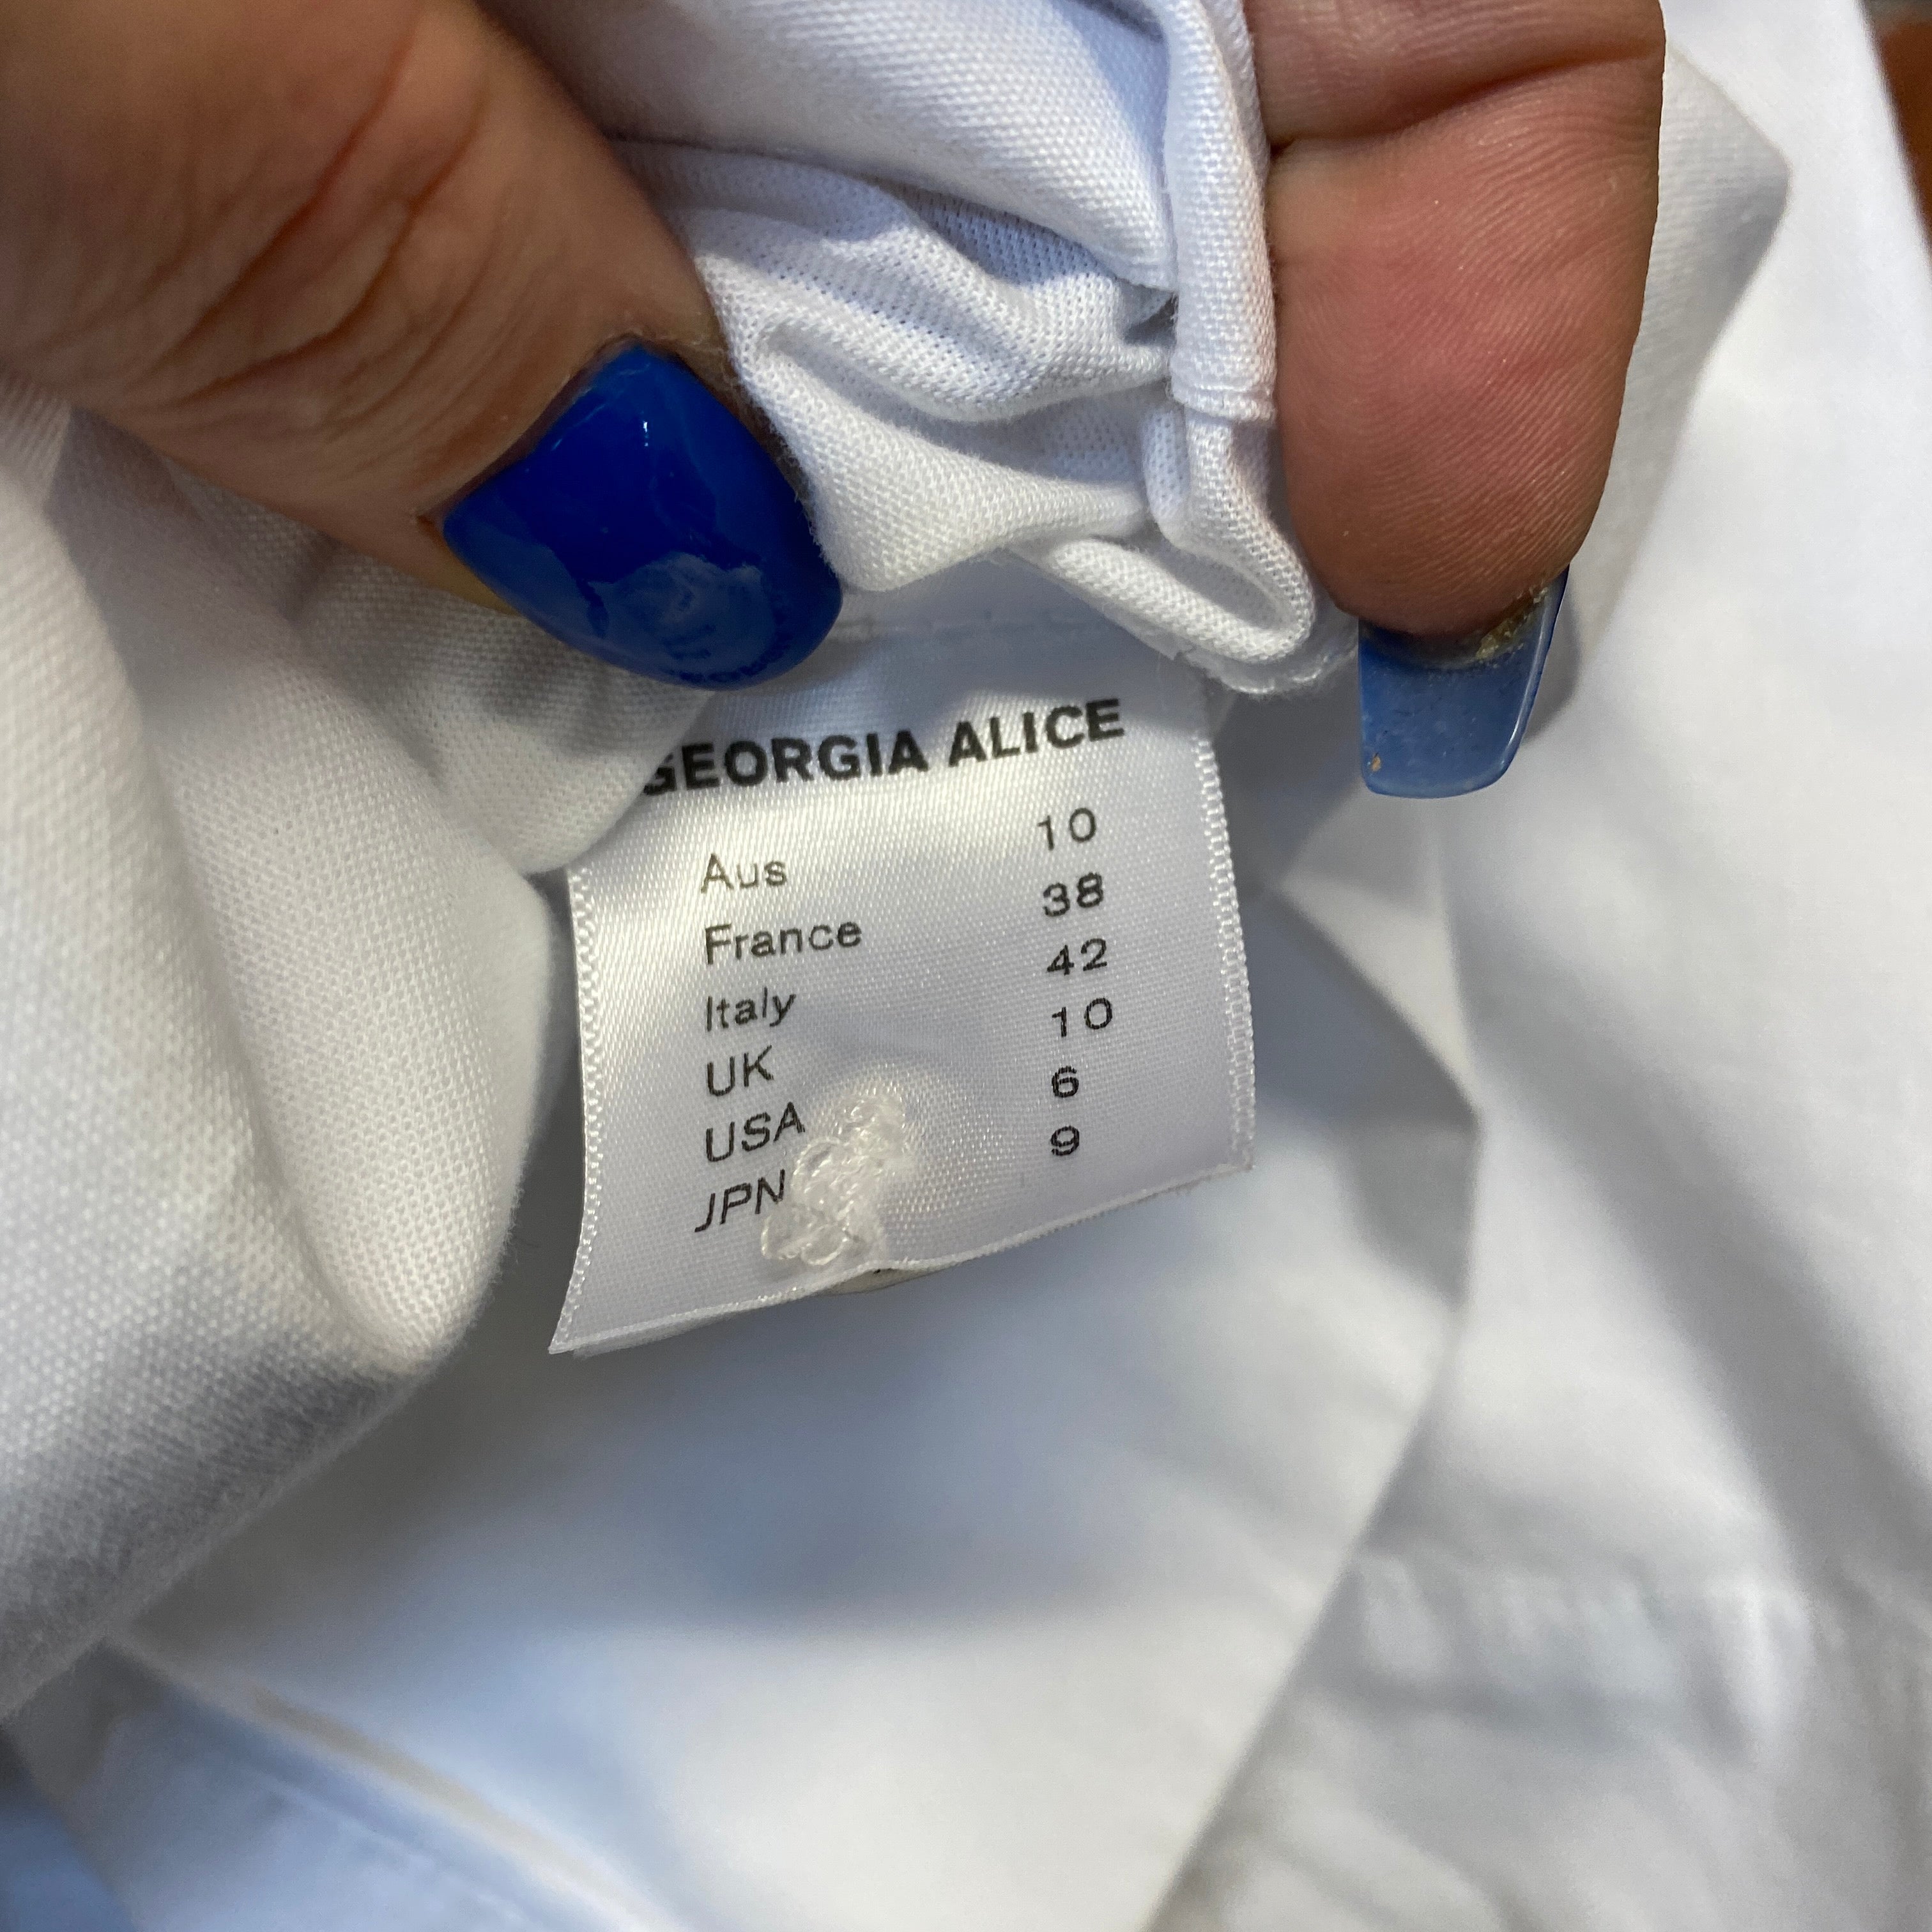 GEORGIA ALICE
Aus 10
France 38
Italy 42
UK 10
USA 6
JPN 9